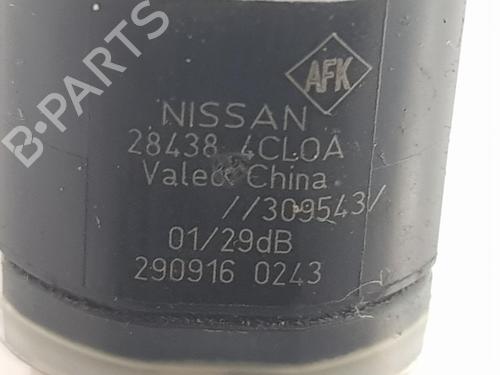 AFK
NISSAN
28438 4CL0A
Valeo China
//309543/
01/29dB
290916 0243
B-PARTS